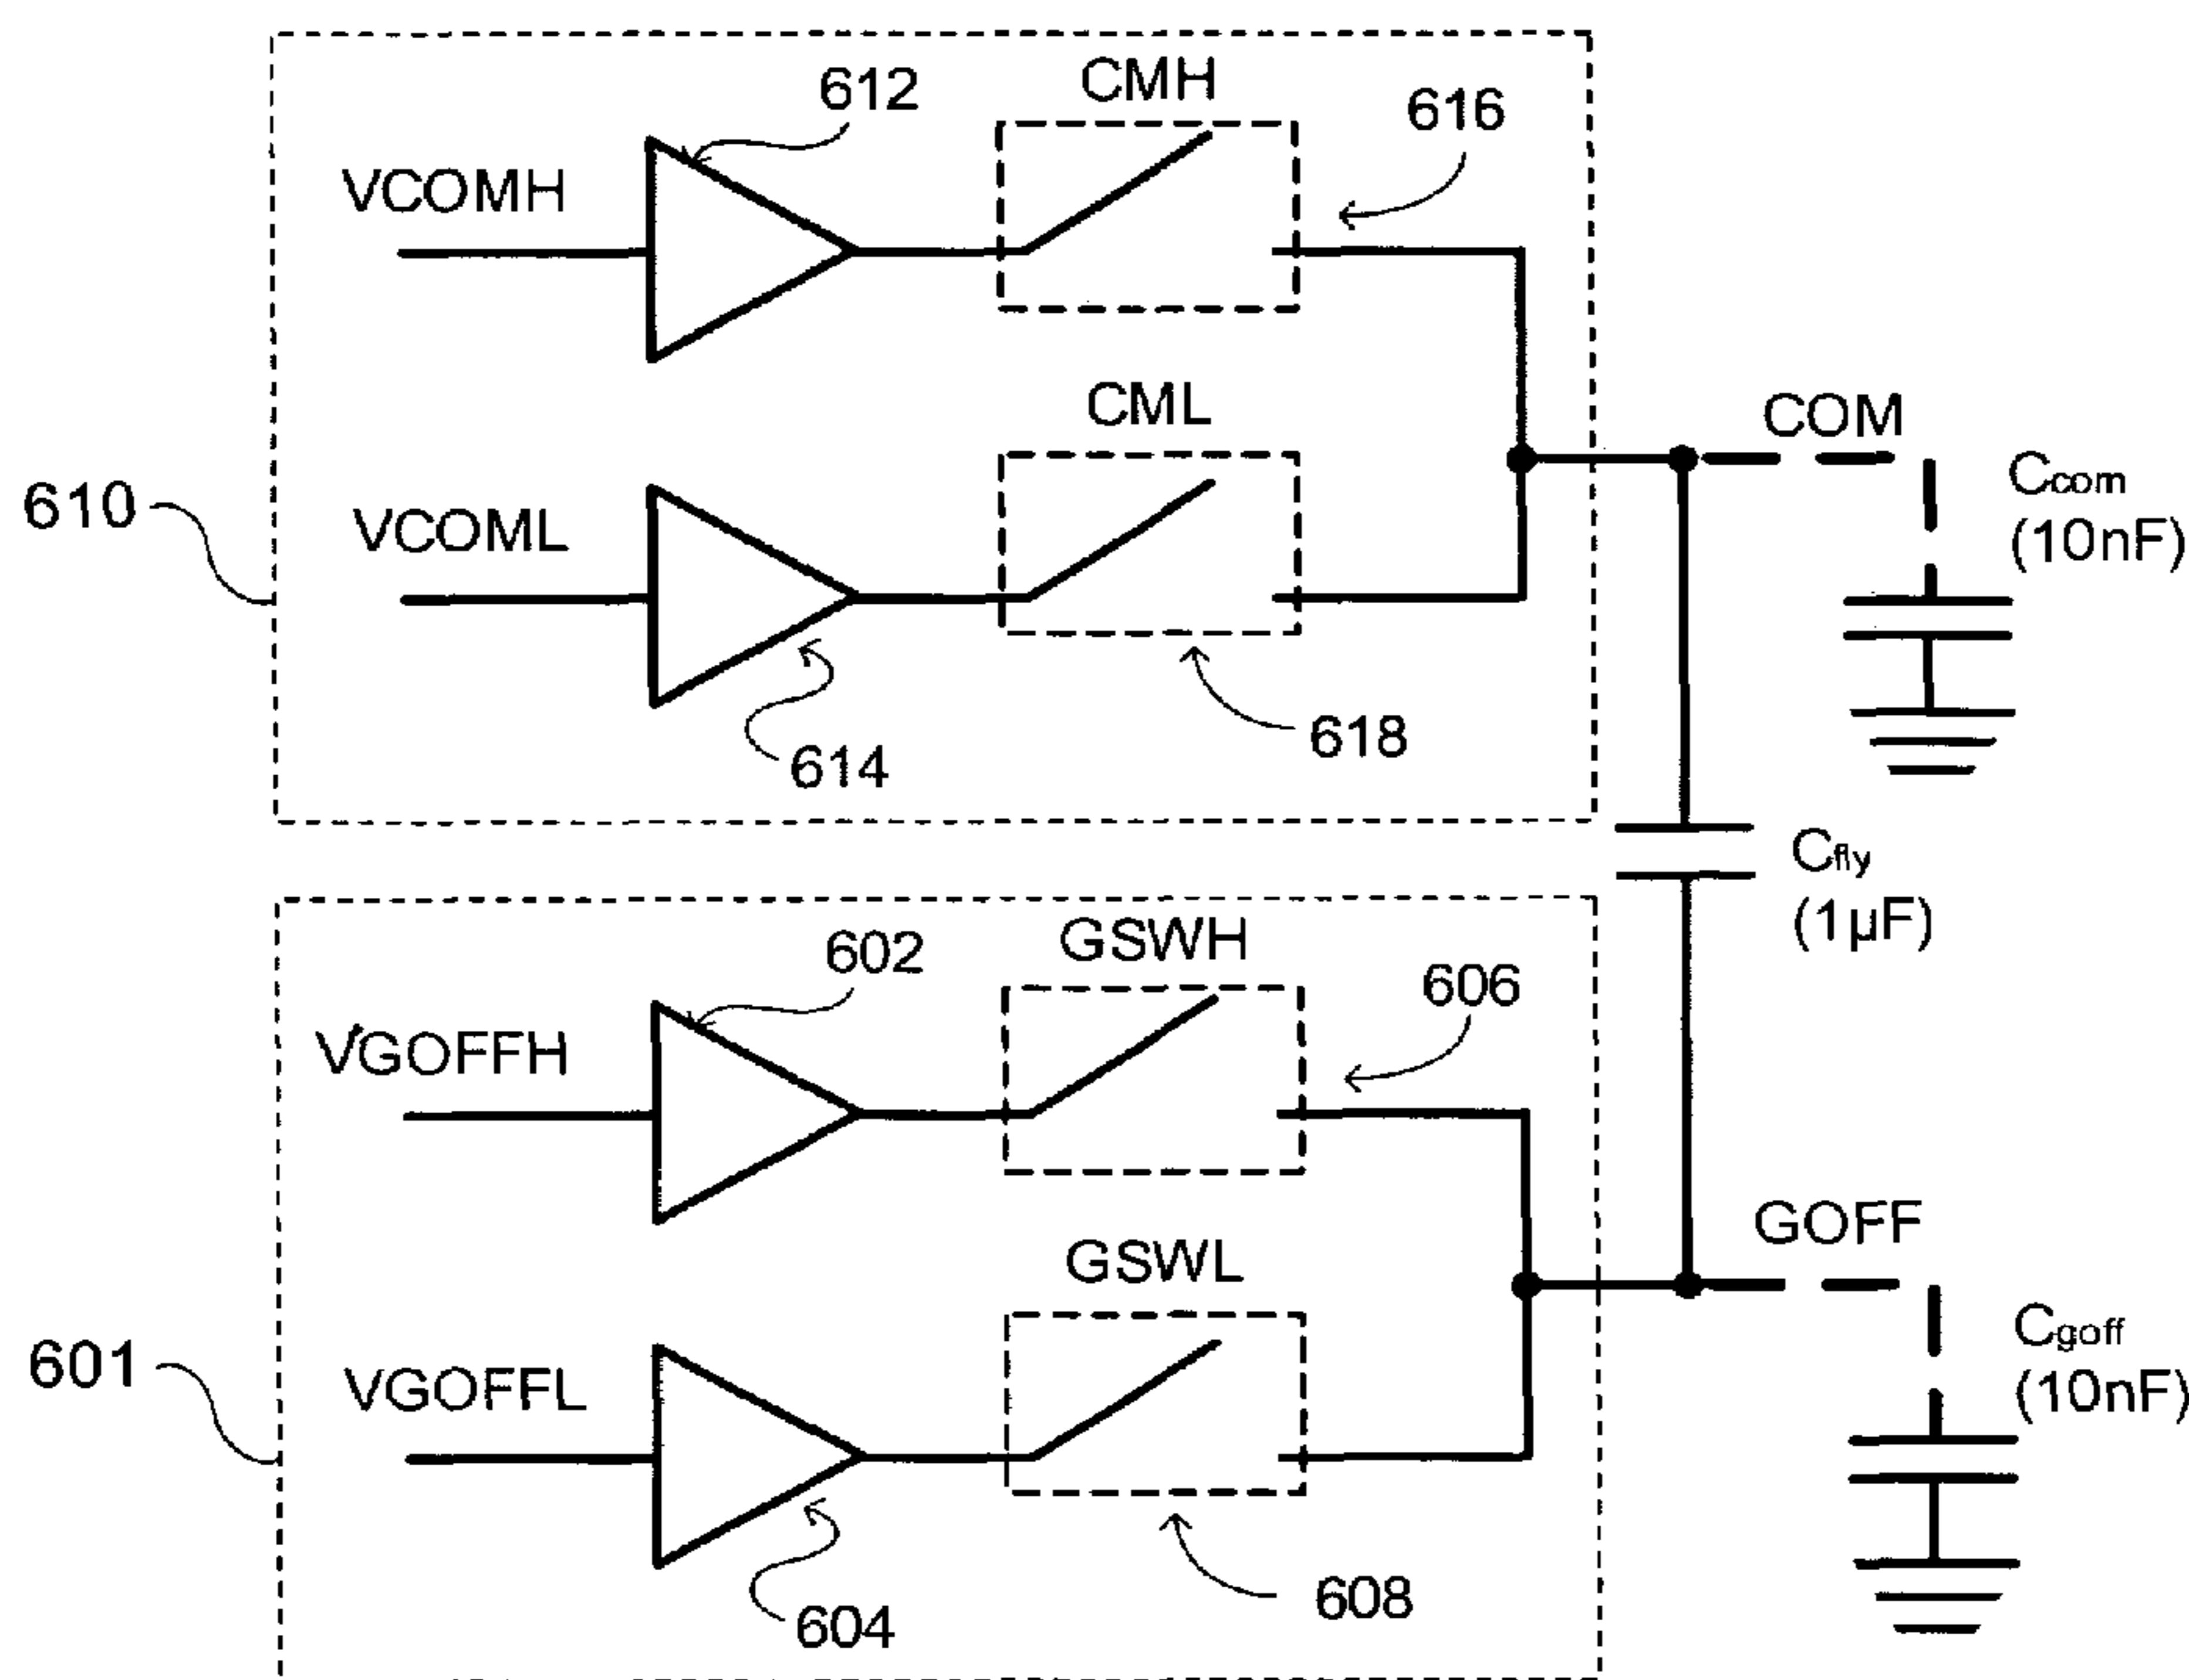 612
CMH
616
VCOMH
CML
COM
Ccom
(10nF)
610
VCOML
618
614
Cfly
(1µF)
602
GSWH
606
VGOFFH
GSWL
GOFF
Cgoff
(10nF)
601
VGOFFL
608
604